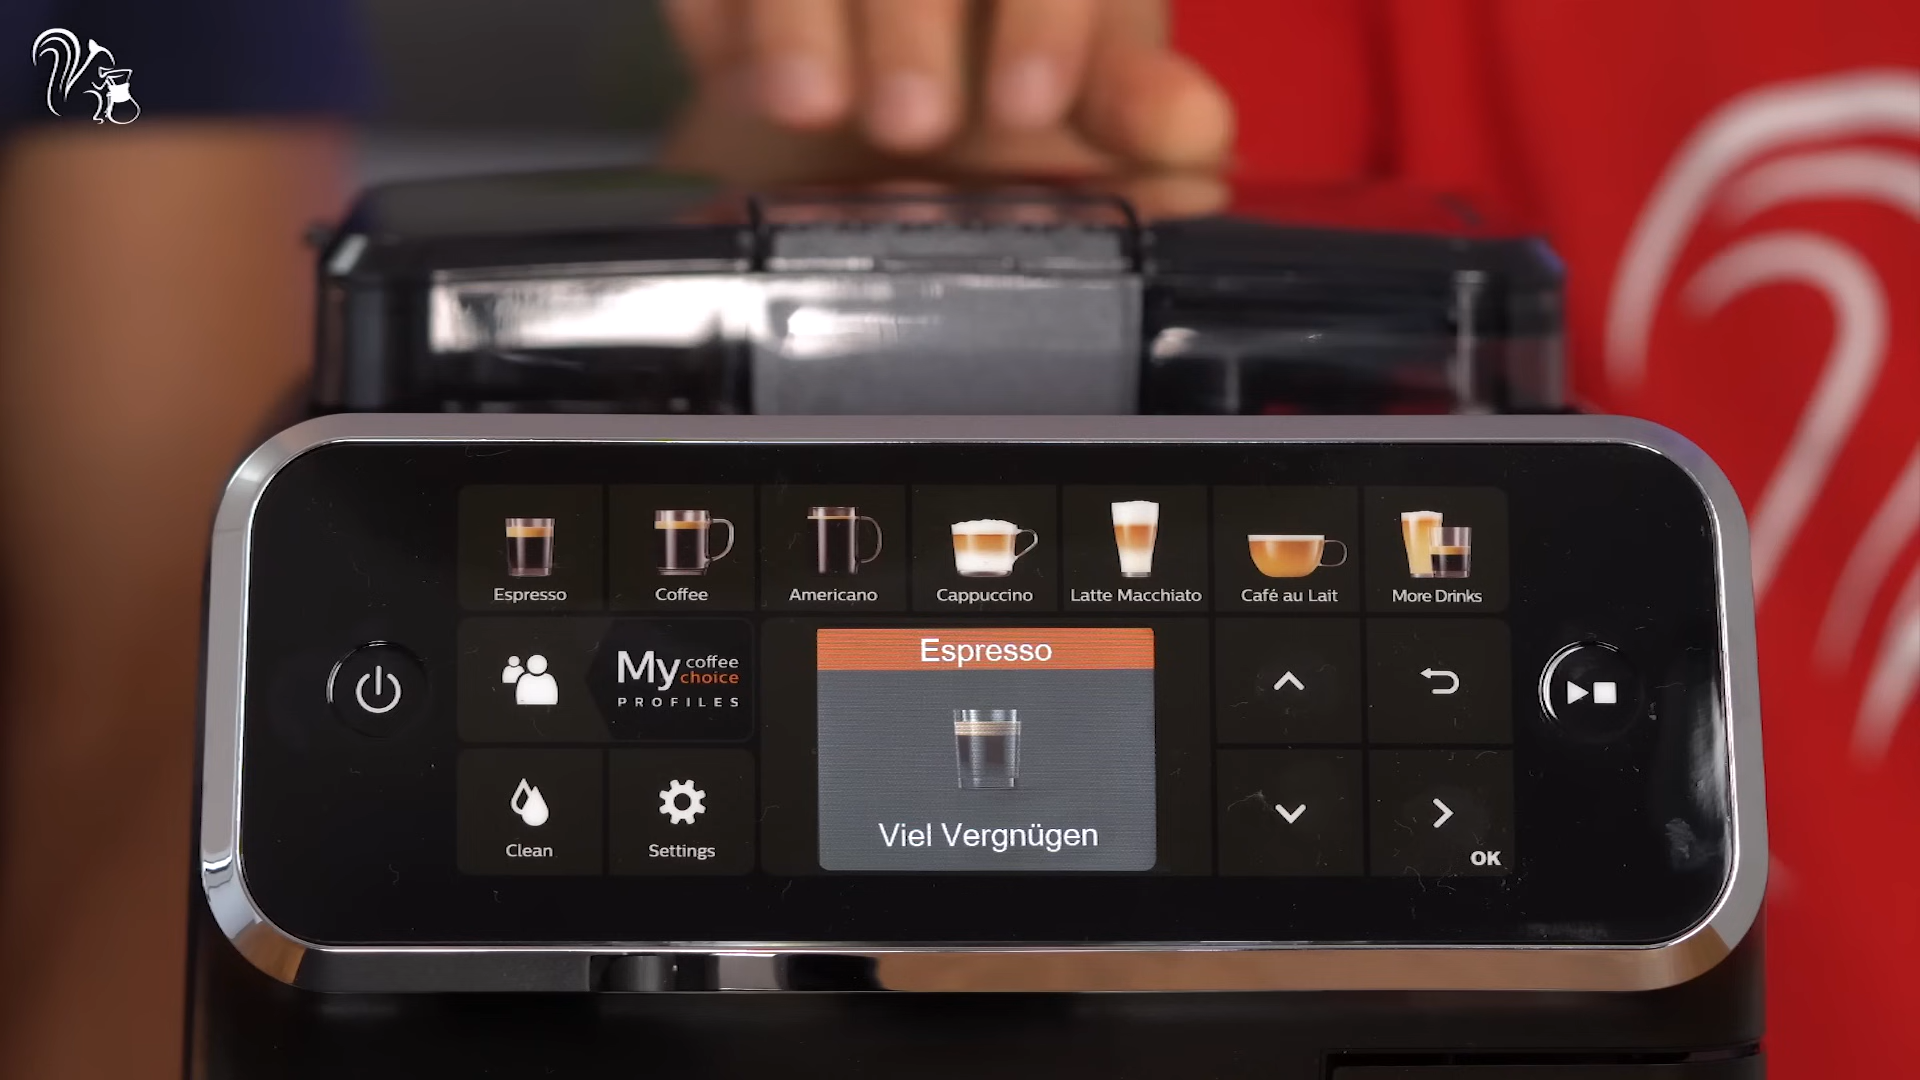 Espresso
Coffee
Americano
Cappuccino
Latte Macchiato
Café au Lait
More Drinks
My coffee choice
PROFILES
Espresso
Viel Vergnügen
Clean
Settings
OK